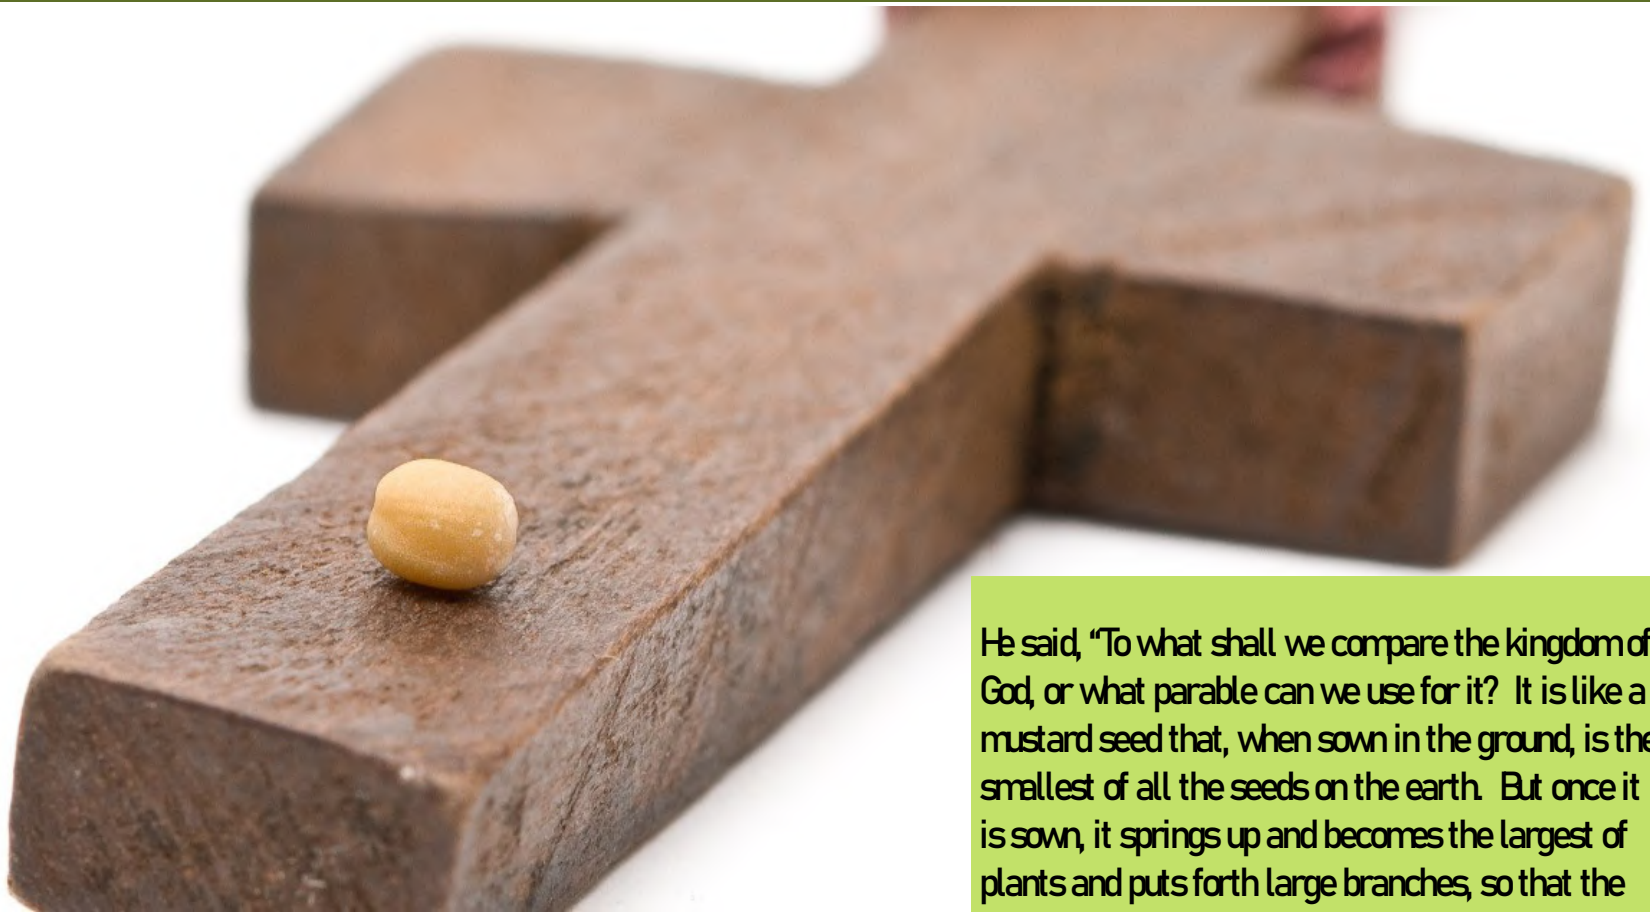 He said, “To what shall we compare the kingdom of
God, or what parable can we use for it? It is like a
mustard seed that, when sown in the ground, is the
smallest of all the seeds on the earth. But once it
is sown, it springs up and becomes the largest of
plants and puts forth large branches, so that the